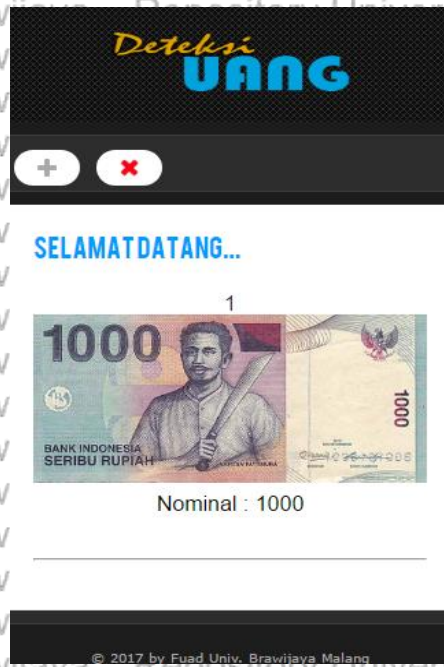 Deteksi
UANG
SELAMAT DATANG...
1
1000
1000
BANK INDONESIA
SERIBU RUPIAH
Nominal : 1000
© 2017 by Fuad Univ. Brawijaya Malang